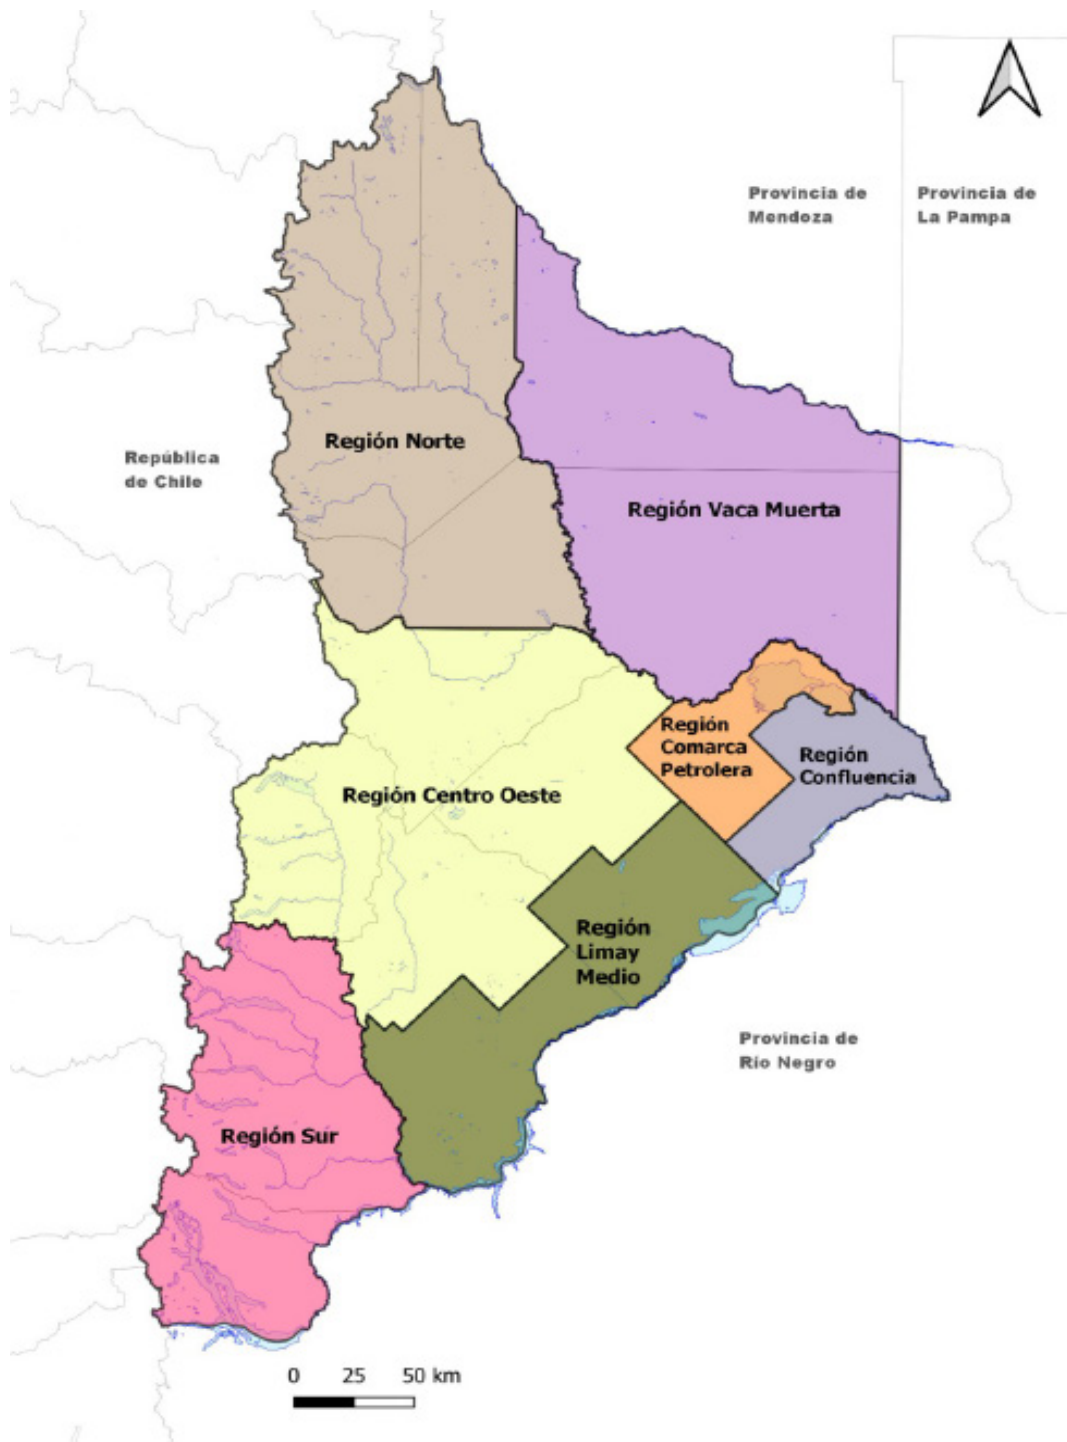 Provincia de
Mendoza
Provincia de
La Pampa
Región Norte
República
de Chile
Región Vaca Muerta
Región
Comarca
Petrolera
Región
Confluencia
Región Centro Oeste
Región
Limay
Medio
Provincia de
Río Negro
Región Sur
0 25 50 km